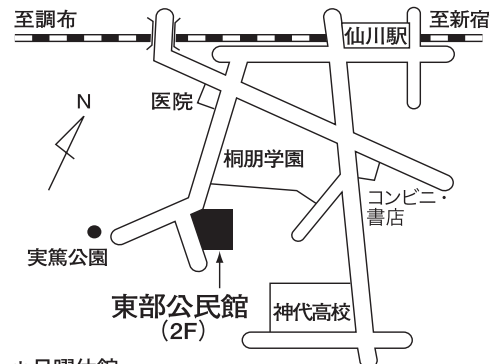 至調布
至新宿
仙川駅
N
医院
桐朋学園
コンビニ・
書店
実篤公園
東部公民館
(2F)
神代高校